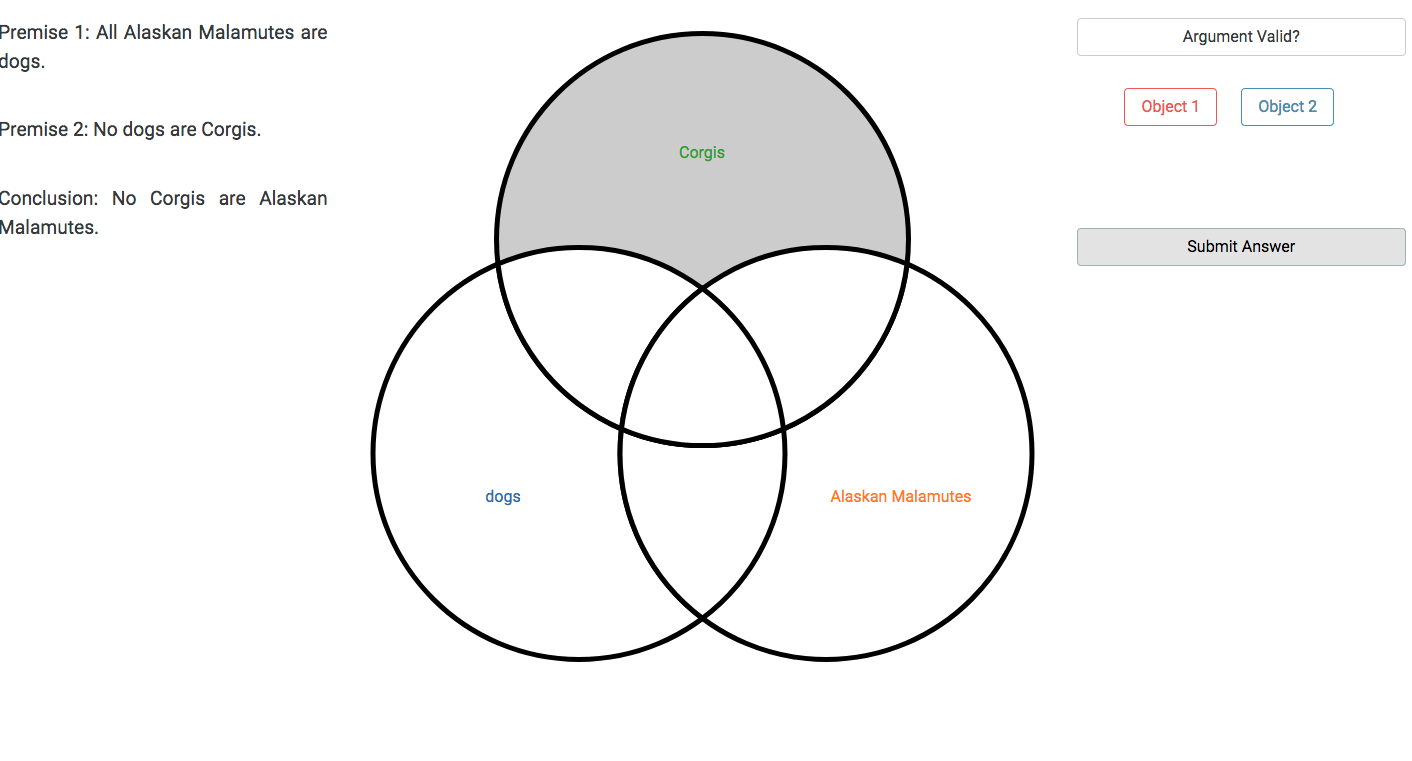 Premise 1: All Alaskan Malamutes are
dogs.
Premise 2: No dogs are Corgis.
Conclusion: No Corgis are Alaskan
Malamutes.
Corgis
dogs
Alaskan Malamutes
Argument Valid?
Object 1
Object 2
Submit Answer